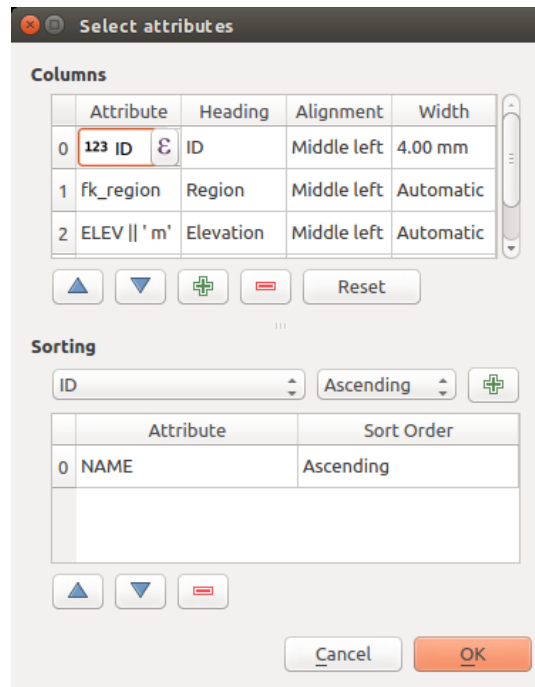 Select attributes
Columns
Attribute Heading Alignment Width
0 123 ID ε ID Middle left 4.00 mm
1 fk_region Region Middle left Automatic
2 ELEV || ' m' Elevation Middle left Automatic
Reset
Sorting
ID Ascending
Attribute Sort Order
0 NAME Ascending
Cancel OK